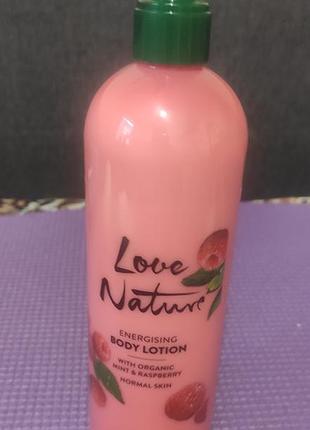 Love
Nature
ENERGISING
BODY LOTION
WITH ORGANIC
MINT & RASPBERRY
NORMAL SKIN